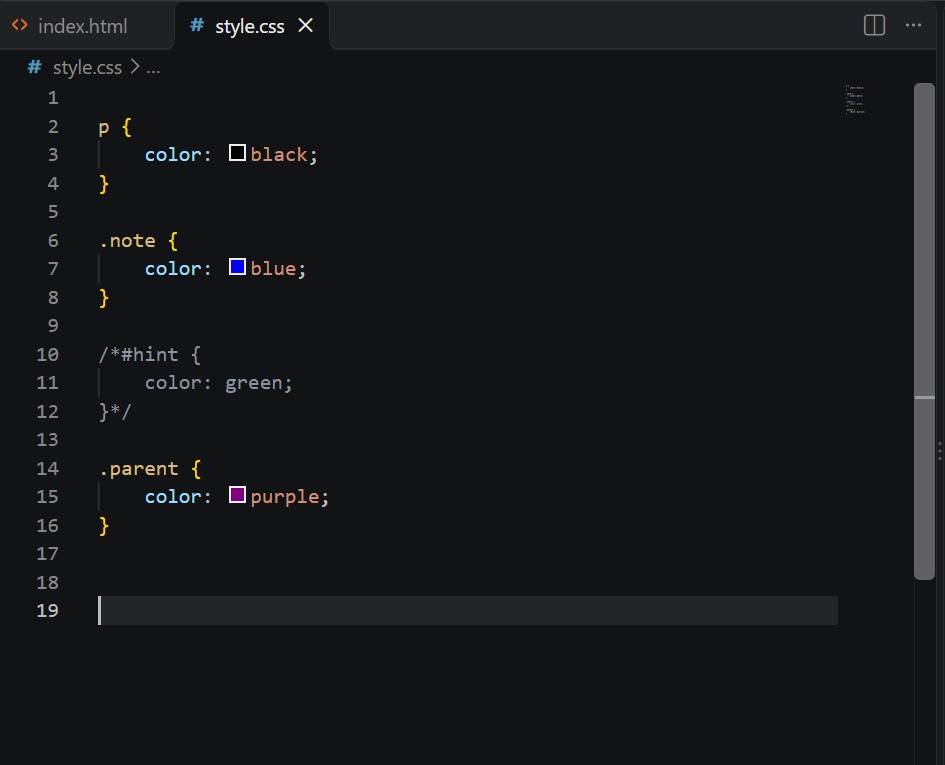 index.html
# style.css
# style.css > ...
1
2 p {
3     color: black;
4 }
5
6 .note {
7     color: blue;
8 }
9
10 /*#hint {
11     color: green;
12 }*/
13
14 .parent {
15     color: purple;
16 }
17
18
19